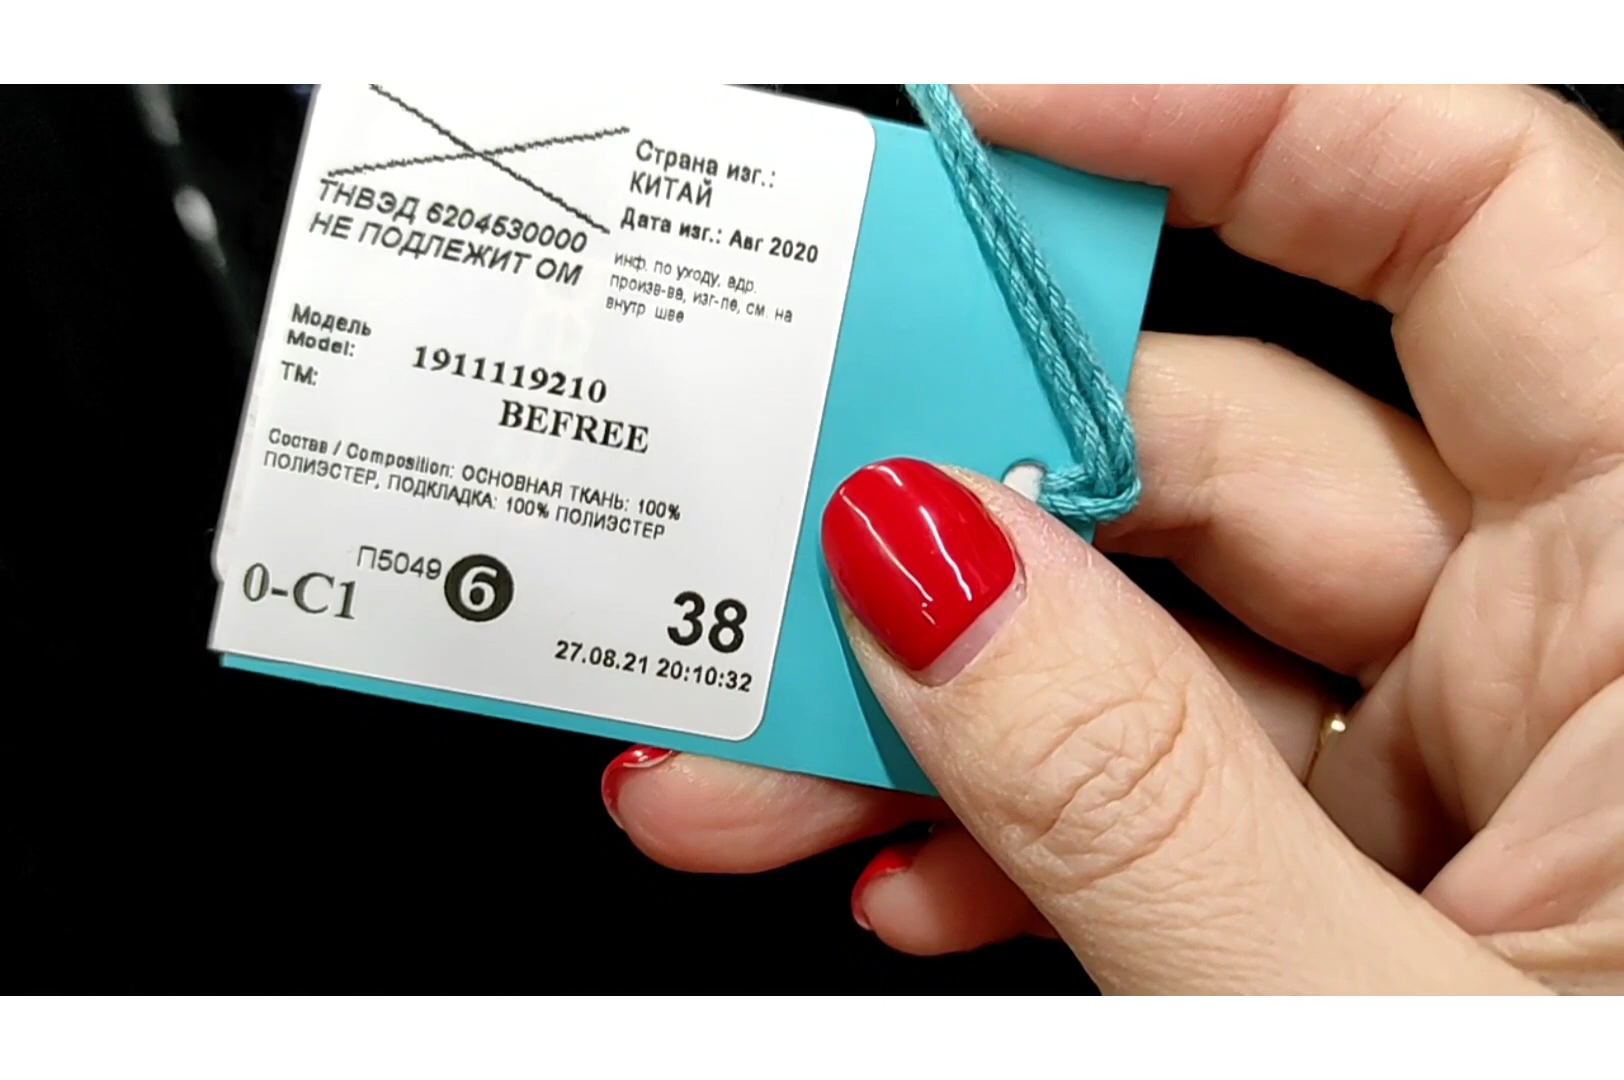 Страна изг.:
КИТАЙ
Дата изг.: Авг 2020
ТНВЭД 6204530000
НЕ ПОДЛЕЖИТ ОМ
инф. по уходу, адр.
произв-ва, изг-ле, см. на
внутр шве
Модель
Model:
1911119210
ТМ:
BEFREE
Состав / Composition: ОСНОВНАЯ ТКАНЬ: 100%
ПОЛИЭСТЕР, ПОДКЛАДКА: 100% ПОЛИЭСТЕР
0-C1
П5049
6
38
27.08.21 20:10:32